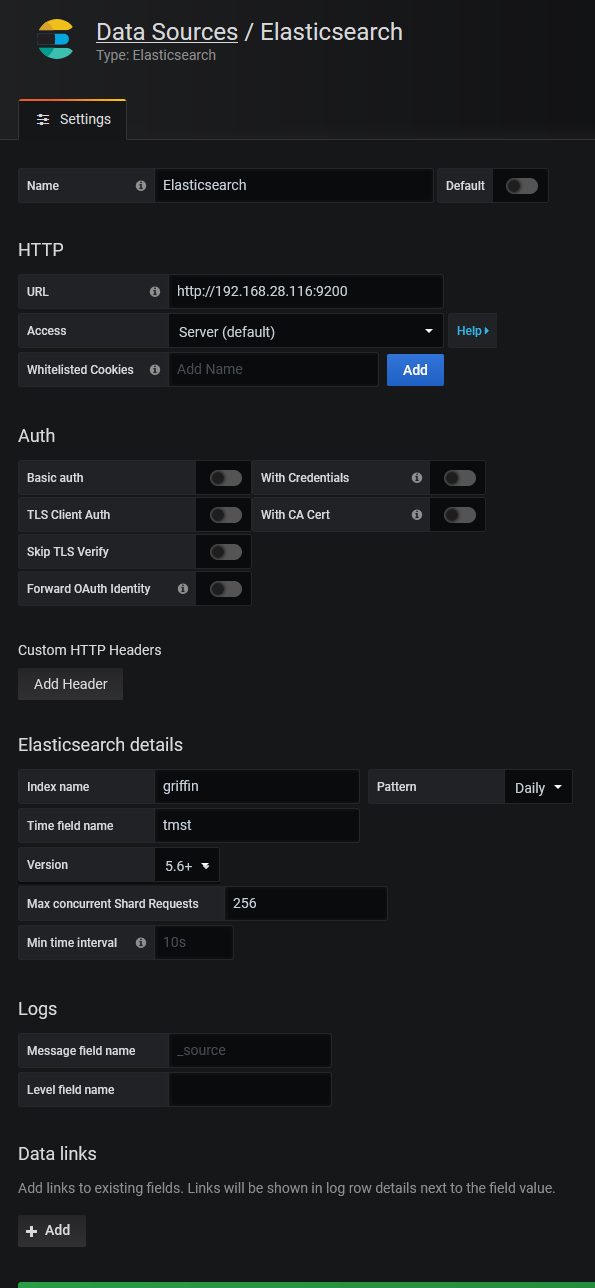 Data Sources / Elasticsearch
Type: Elasticsearch
Settings
Name Elasticsearch Default
HTTP
URL http://192.168.28.116:9200
Access Server (default) Help
Whitelisted Cookies Add Name Add
Auth
Basic auth With Credentials
TLS Client Auth With CA Cert
Skip TLS Verify
Forward OAuth Identity
Custom HTTP Headers
Add Header
Elasticsearch details
Index name griffin Pattern Daily
Time field name tmst
Version 5.6+
Max concurrent Shard Requests 256
Min time interval 10s
Logs
Message field name _source
Level field name
Data links
Add links to existing fields. Links will be shown in log row details next to the field value.
+ Add